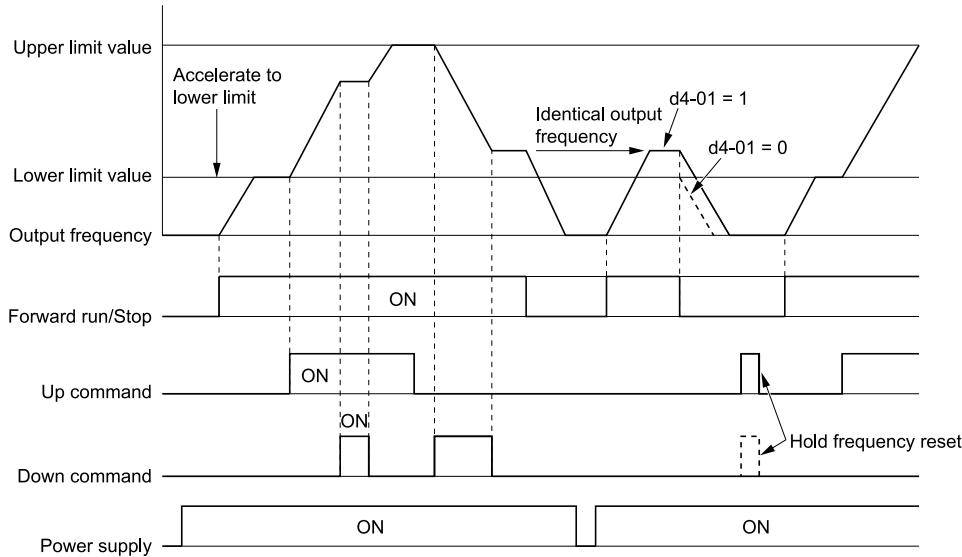 Upper limit value
Accelerate to
lower limit
Identical output
frequency
d4-01 = 1
d4-01 = 0
Lower limit value
Output frequency
ON
Forward run/Stop
ON
Up command
ON
Hold frequency reset
Down command
ON
ON
Power supply